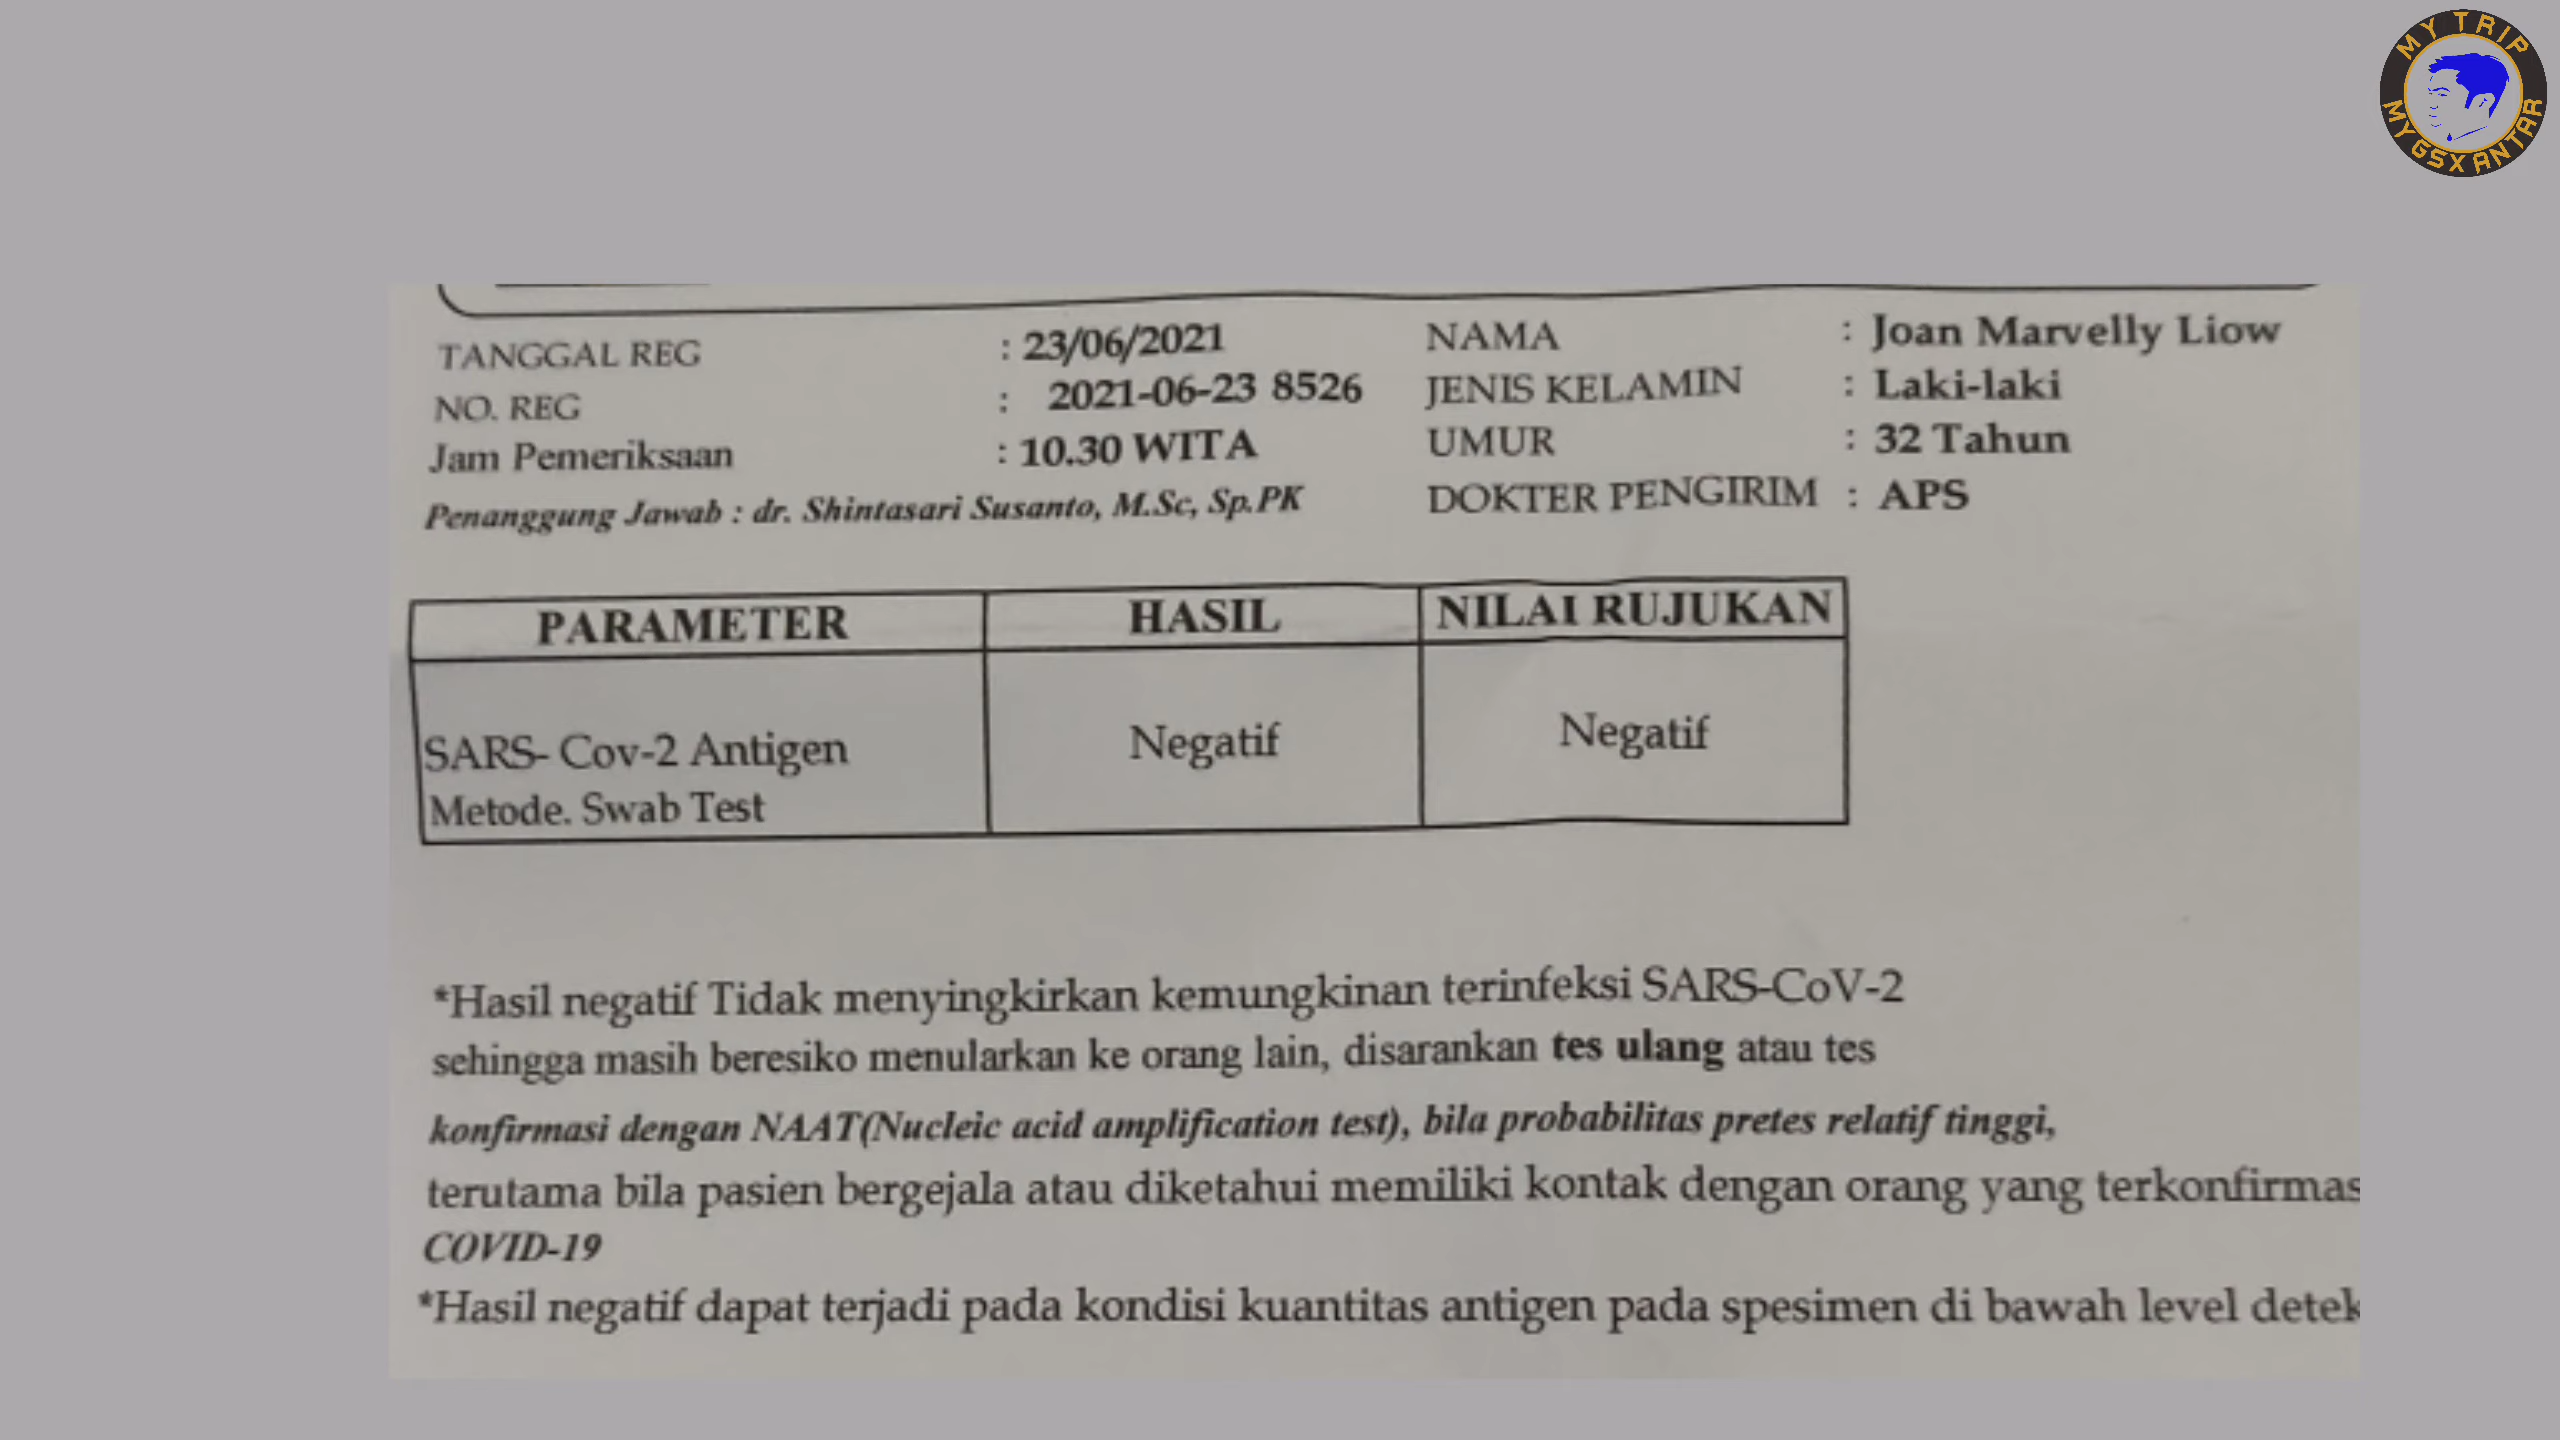 MY TRIP
MY GSX ANTAR
TANGGAL REG : 23/06/2021 NAMA : Joan Marvelly Liow
NO. REG : 2021-06-23 8526 JENIS KELAMIN : Laki-laki
Jam Pemeriksaan : 10.30 WITA UMUR : 32 Tahun
Penanggung Jawab : dr. Shintasari Susanto, M.Sc, Sp.PK DOKTER PENGIRIM : APS
PARAMETER HASIL NILAI RUJUKAN
SARS- Cov-2 Antigen Negatif Negatif
Metode. Swab Test
*Hasil negatif Tidak menyingkirkan kemungkinan terinfeksi SARS-CoV-2
sehingga masih beresiko menularkan ke orang lain, disarankan tes ulang atau tes
konfirmasi dengan NAAT(Nucleic acid amplification test), bila probabilitas pretes relatif tinggi,
terutama bila pasien bergejala atau diketahui memiliki kontak dengan orang yang terkonfirmas
COVID-19
*Hasil negatif dapat terjadi pada kondisi kuantitas antigen pada spesimen di bawah level detek